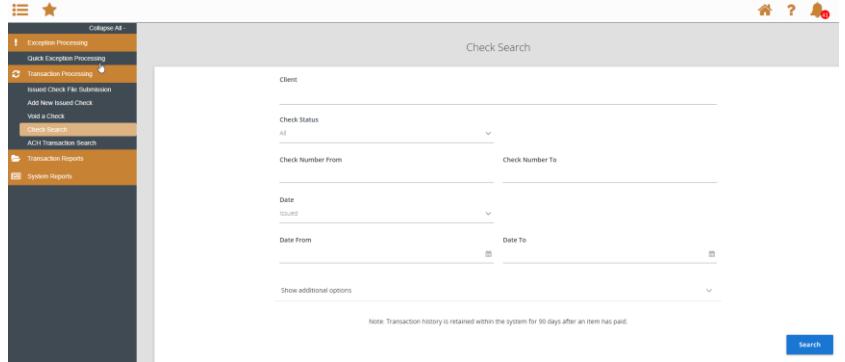 Collapse All -
Exception Processing
Quick Exception Processing
Transaction Processing
Issued Check File Submission
Add New Issued Check
Void a Check
Check Search
ACH Transaction Search
Transaction Reports
System Reports
Check Search
Client
Check Status
All
Check Number From Check Number To
Date
Issued
Date From Date To
Show additional options
Note: Transaction history is retained within the system for 90 days after an item has paid.
Search